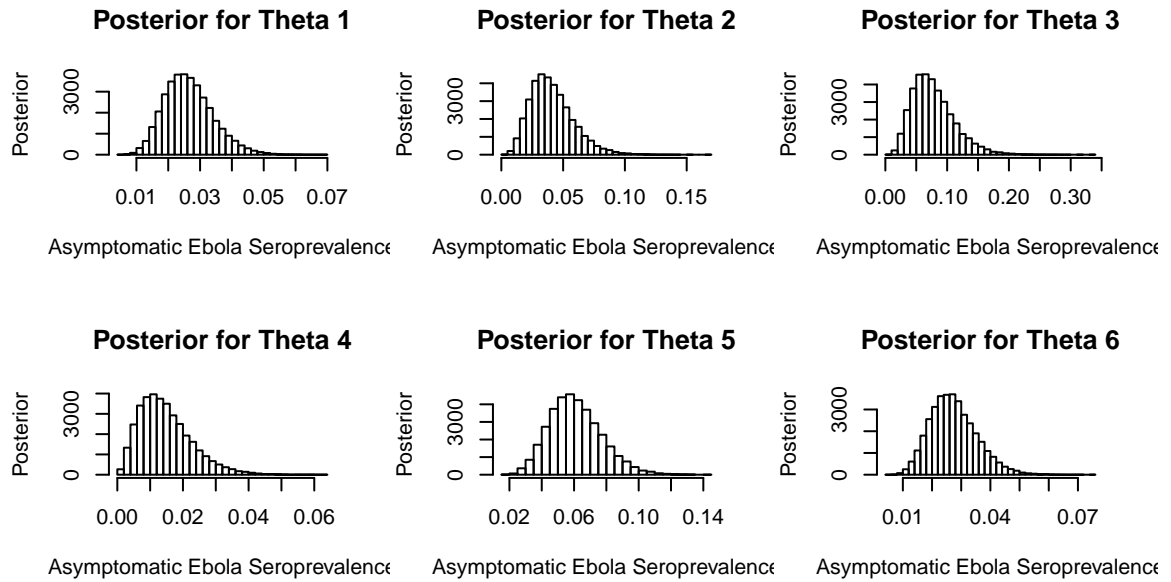 Posterior for Theta 1
Posterior
3000
0
0.01 0.03 0.05 0.07
Asymptomatic Ebola Seroprevalence
Posterior for Theta 2
Posterior
3000
0
0.00 0.05 0.10 0.15
Asymptomatic Ebola Seroprevalence
Posterior for Theta 3
Posterior
3000
0
0.00 0.10 0.20 0.30
Asymptomatic Ebola Seroprevalence
Posterior for Theta 4
Posterior
3000
0
0.00 0.02 0.04 0.06
Asymptomatic Ebola Seroprevalence
Posterior for Theta 5
Posterior
3000
0
0.02 0.06 0.10 0.14
Asymptomatic Ebola Seroprevalence
Posterior for Theta 6
Posterior
3000
0
0.01 0.04 0.07
Asymptomatic Ebola Seroprevalence